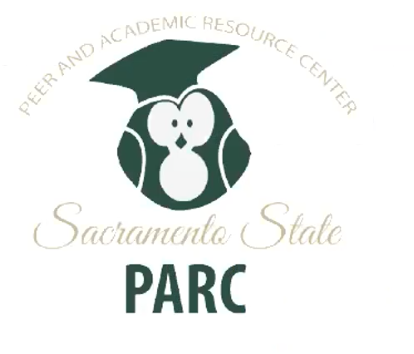 PEER AND ACADEMIC RESOURCE CENTER
Sacramento State
PARC